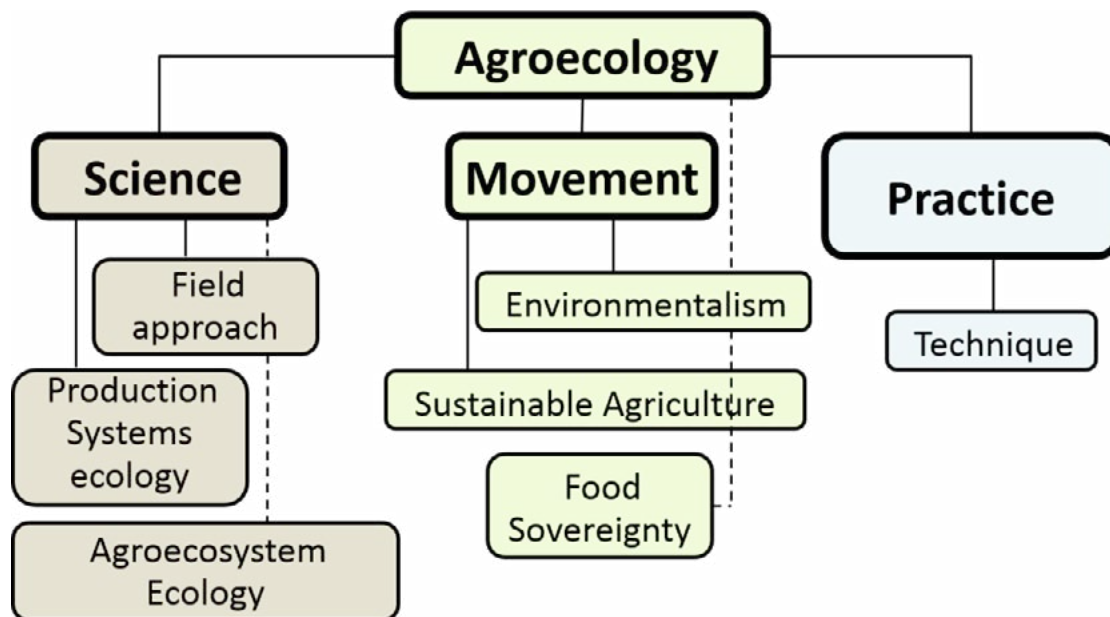 Agroecology
Science
Movement
Practice
Field
approach
Environmentalism
Technique
Production
Systems
ecology
Sustainable Agriculture
Food
Sovereignty
Agroecosystem
Ecology